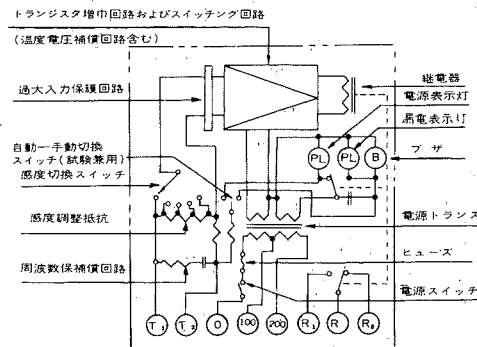 トランジスタ増巾回路およびスイッチング回路
(温度電圧補償回路含む)
過大入力保護回路
自動一手動切換
スイッチ(試験兼用)
感度切換スイッチ
感度調整抵抗
周波数保補償回路
継電器
電源表示灯
漏電表示灯
ブザ
電源トランス
ヒューズ
電源スイッチ
PL PL B
T1 T2 0 100 200 R1 R R2